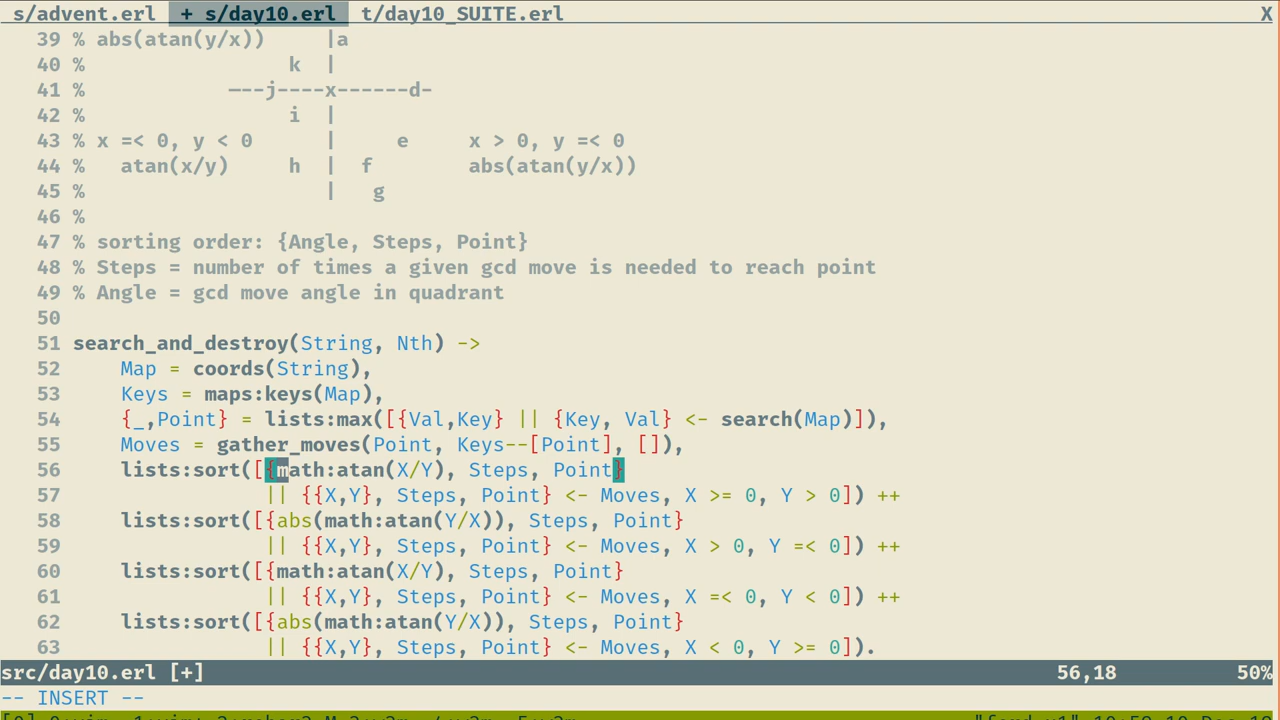 s/advent.erl  + s/day10.erl  t/day10_SUITE.erl X
39 % abs(atan(y/x))     |a
40 %                 k  |
41 %            ---j----x------d-
42 %                 i  |
43 % x =< 0, y < 0      |     e     x > 0, y =< 0
44 %   atan(x/y)     h  |  f        abs(atan(y/x))
45 %                    |   g
46 %
47 % sorting order: {Angle, Steps, Point}
48 % Steps = number of times a given gcd move is needed to reach point
49 % Angle = gcd move angle in quadrant
50
51 search_and_destroy(String, Nth) ->
52     Map = coords(String),
53     Keys = maps:keys(Map),
54     {_,Point} = lists:max([{Val,Key} || {Key, Val} <- search(Map)]),
55     Moves = gather_moves(Point, Keys--[Point], []),
56     lists:sort([{math:atan(X/Y), Steps, Point}
57                 || {{X,Y}, Steps, Point} <- Moves, X >= 0, Y > 0]) ++
58     lists:sort([{abs(math:atan(Y/X)), Steps, Point}
59                 || {{X,Y}, Steps, Point} <- Moves, X > 0, Y =< 0]) ++
60     lists:sort([{math:atan(X/Y), Steps, Point}
61                 || {{X,Y}, Steps, Point} <- Moves, X =< 0, Y < 0]) ++
62     lists:sort([{abs(math:atan(Y/X)), Steps, Point}
63                 || {{X,Y}, Steps, Point} <- Moves, X < 0, Y >= 0]).
src/day10.erl [+] 56,18 50%
-- INSERT --